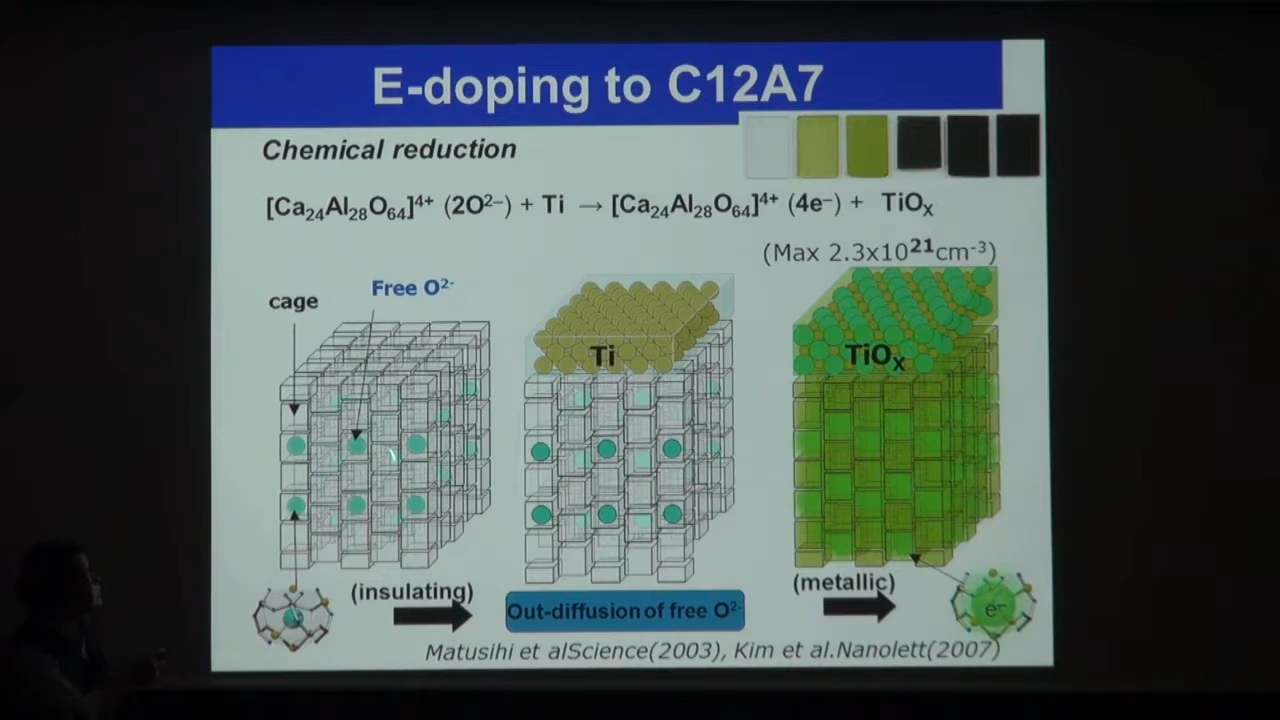 E-doping to C12A7
Chemical reduction
[Ca₂₄Al₂₈O₆₄]⁴⁺ (2O²⁻) + Ti → [Ca₂₄Al₂₈O₆₄]⁴⁺ (4e⁻) + TiOₓ
(Max 2.3x10²¹cm⁻³)
cage
Free O²⁻
Ti
TiOₓ
(insulating)
Out-diffusion of free O²⁻
(metallic)
e⁻
Matusihi et alScience(2003), Kim et al.Nanolett(2007)